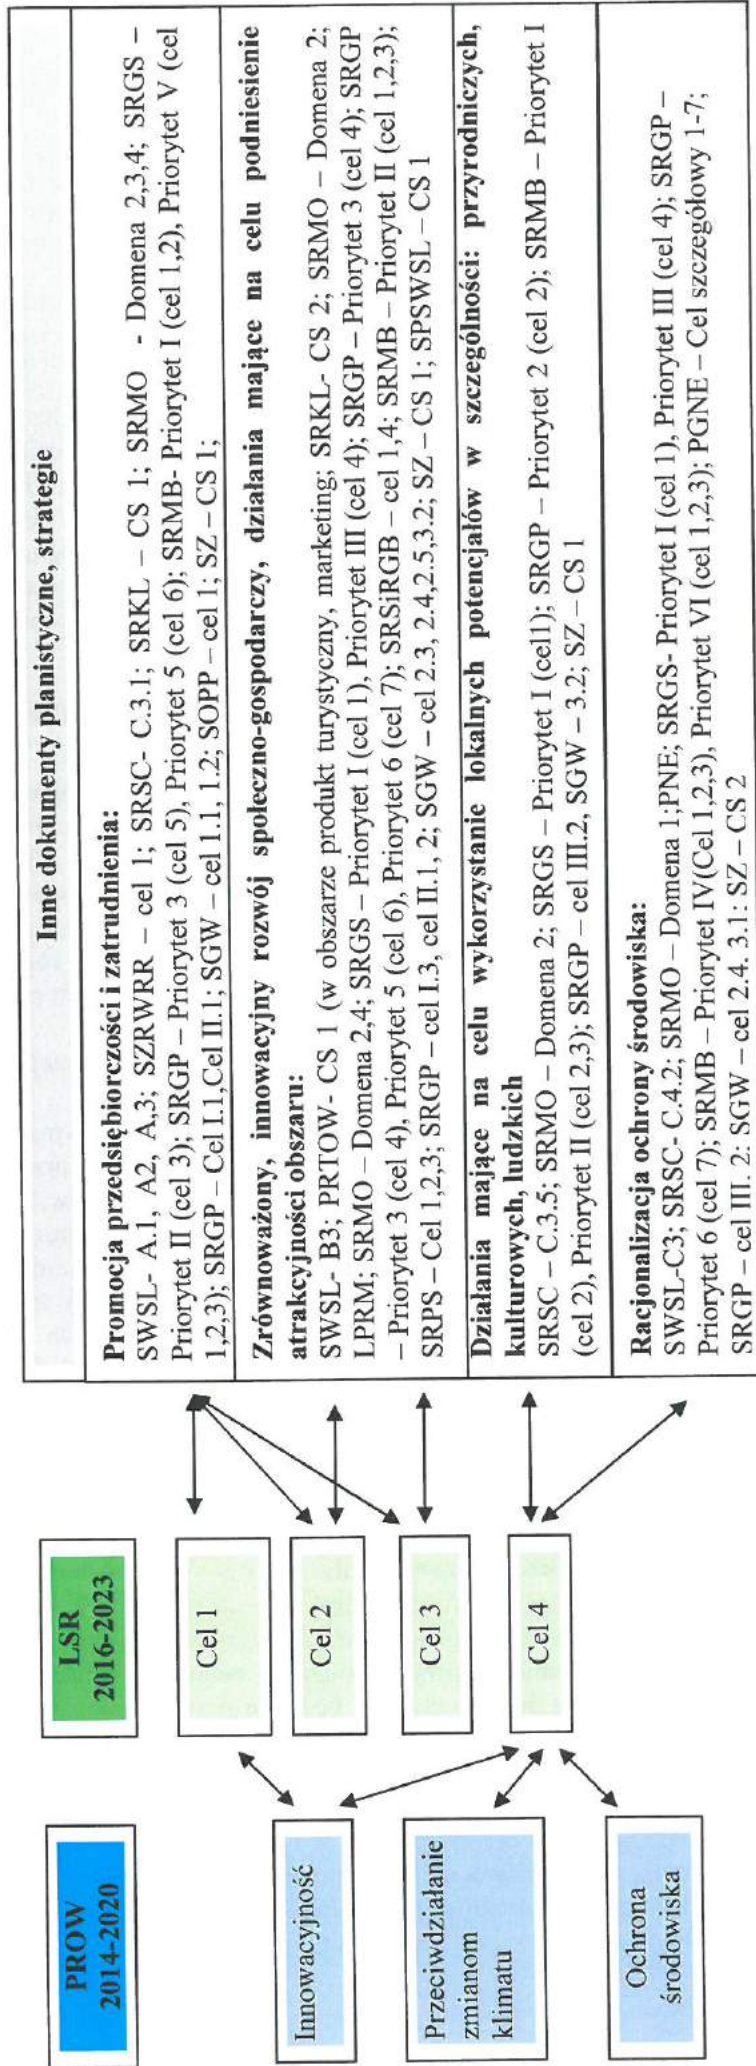 PROW
2014-2020
Innowacyjność
Przeciwdziałanie
zmianom
klimatu
Ochrona
środowiska
LSR
2016-2023
Cel 1
Cel 2
Cel 3
Cel 4
Inne dokumenty planistyczne, strategie
Promocja przedsiębiorczości i zatrudnienia:
SWSL- A.1, A2, A,3; SZRWRR – cel 1; SRSC- C.3.1; SRKL – CS 1; SRMO - Domena 2,3,4; SRGS –
Priorytet II (cel 3); SRGP – Priorytet 3 (cel 5), Priorytet 5 (cel 6); SRMB- Priorytet I (cel 1,2), Priorytet V (cel
1,2,3); SRGP – Cel I.1,Cel II.1; SGW – cel 1.1, 1.2; SOPP – cel 1; SZ – CS 1;
Zrównoważony, innowacyjny rozwój społeczno-gospodarczy, działania mające na celu podniesienie
atrakcyjności obszaru:
SWSL- B3; PRTOW- CS 1 (w obszarze produkt turystyczny, marketing; SRKL- CS 2; SRMO – Domena 2;
LPRM; SRMO – Domena 2,4; SRGS – Priorytet I (cel 1), Priorytet III (cel 4); SRGP – Priorytet 3 (cel 4); SRGP
– Priorytet 3 (cel 4), Priorytet 5 (cel 6), Priorytet 6 (cel 7); SRSiRGB – cel 1,4; SRMB – Priorytet II (cel 1,2,3);
SRPS – Cel 1,2,3; SRGP – cel I.3, cel II.1, 2; SGW – cel 2.3, 2.4,2.5,3.2; SZ – CS 1; SPSWSL – CS 1
Działania mające na celu wykorzystanie lokalnych potencjałów w szczególności: przyrodniczych,
kulturowych, ludzkich
SRSC – C.3.5; SRMO – Domena 2; SRGS – Priorytet I (cel1); SRGP – Priorytet 2 (cel 2); SRMB – Priorytet I
(cel 2), Priorytet II (cel 2,3); SRGP – cel III.2, SGW – 3.2; SZ – CS 1
Racjonalizacja ochrony środowiska:
SWSL-C3; SRSC- C.4.2; SRMO – Domena 1;PNE; SRGS- Priorytet I (cel 1), Priorytet III (cel 4); SRGP –
Priorytet 6 (cel 7); SRMB – Priorytet IV(Cel 1,2,3), Priorytet VI (cel 1,2,3); PGNE – Cel szczegółowy 1-7;
SRGP – cel III. 2; SGW – cel 2.4. 3.1: SZ – CS 2